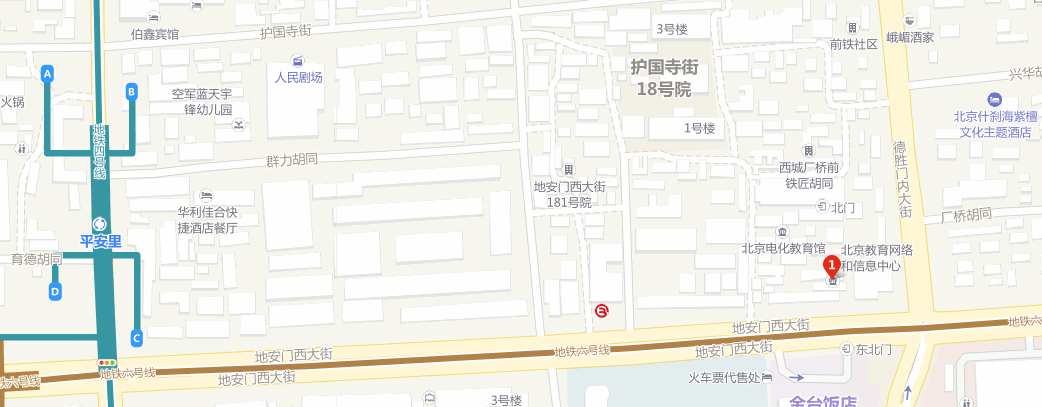 伯鑫宾馆
护国寺街
3号楼
前铁社区
峨嵋酒家
人民剧场
护国寺街
18号院
兴华胡
A
B
火锅
空军蓝天宇
锋幼儿园
北京什刹海紫檀
文化主题酒店
地铁四号线
1号楼
德胜门内大街
群力胡同
西城厂桥前
铁匠胡同
地安门西大街
181号院
华利佳合快
捷酒店餐厅
北门
厂桥胡同
平安里
育德胡同
北京电化教育馆
北京教育网络
和信息中心
1
D
C
地安门西大街
地安门西大街
地铁六号线
地铁六
地安门西大街
东北门
地铁六号线
铁六号线
地安门西大街
火车票代售处
3号楼
金台饭店